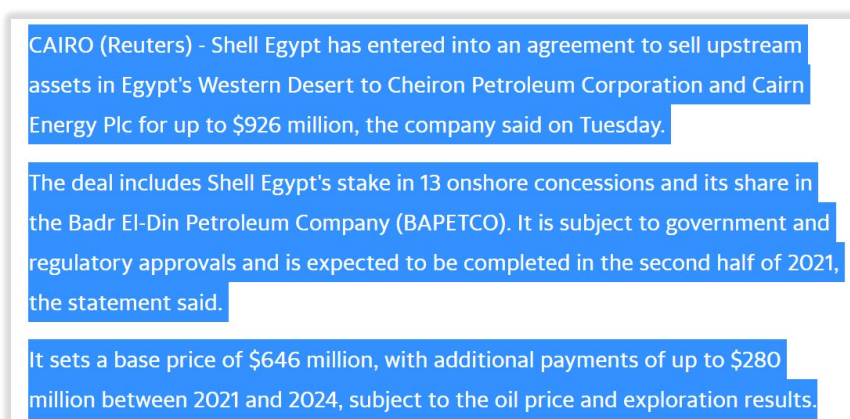 CAIRO (Reuters) - Shell Egypt has entered into an agreement to sell upstream
assets in Egypt's Western Desert to Cheiron Petroleum Corporation and Cairn
Energy Plc for up to $926 million, the company said on Tuesday.
The deal includes Shell Egypt's stake in 13 onshore concessions and its share in
the Badr El-Din Petroleum Company (BAPETCO). It is subject to government and
regulatory approvals and is expected to be completed in the second half of 2021,
the statement said.
It sets a base price of $646 million, with additional payments of up to $280
million between 2021 and 2024, subject to the oil price and exploration results.